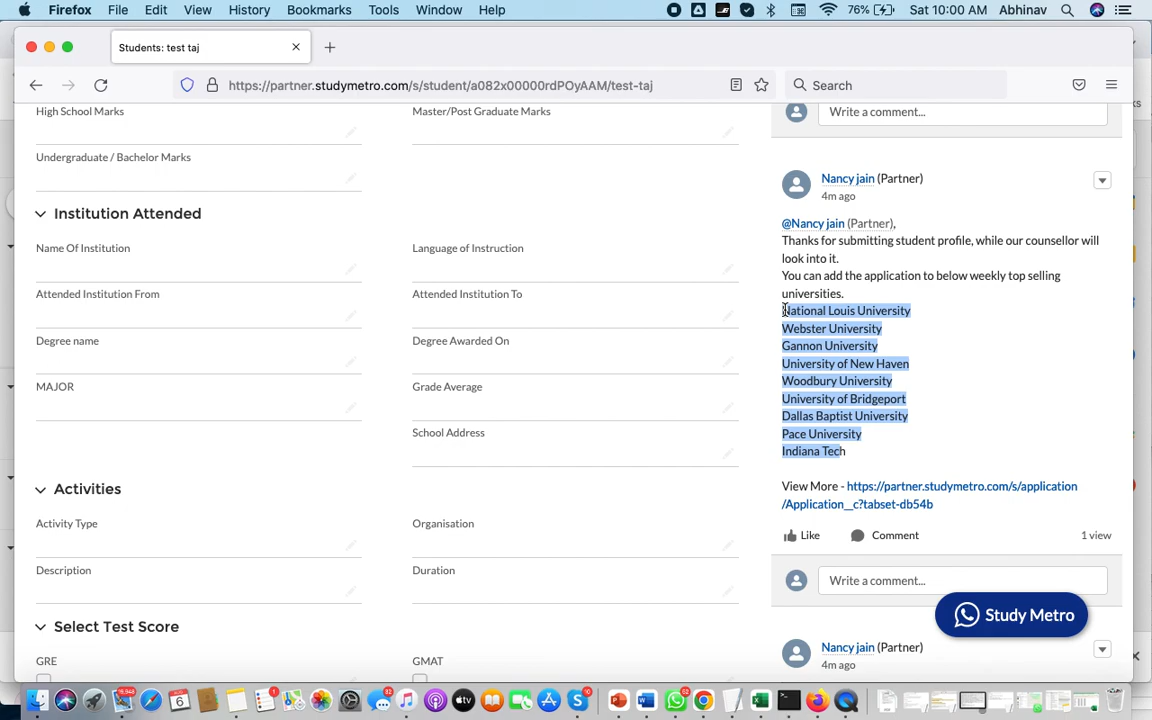 Firefox File Edit View History Bookmarks Tools Window Help 76% Sat 10:00 AM Abhinav
Students: test taj
https://partner.studymetro.com/s/student/a082x00000rdPOyAAM/test-taj
Search
High School Marks
Master/Post Graduate Marks
Undergraduate / Bachelor Marks
Institution Attended
Name Of Institution
Language of Instruction
Attended Institution From
Attended Institution To
Degree name
Degree Awarded On
MAJOR
Grade Average
School Address
Activities
Activity Type
Organisation
Description
Duration
Select Test Score
GRE
GMAT
Write a comment...
Nancy jain (Partner)
4m ago
@Nancy jain (Partner),
Thanks for submitting student profile, while our counsellor will
look into it.
You can add the application to below weekly top selling
universities.
National Louis University
Webster University
Gannon University
University of New Haven
Woodbury University
University of Bridgeport
Dallas Baptist University
Pace University
Indiana Tech
View More - https://partner.studymetro.com/s/application
/Application__c?tabset-db54b
Like
Comment
1 view
Write a comment...
Study Metro
Nancy jain (Partner)
4m ago